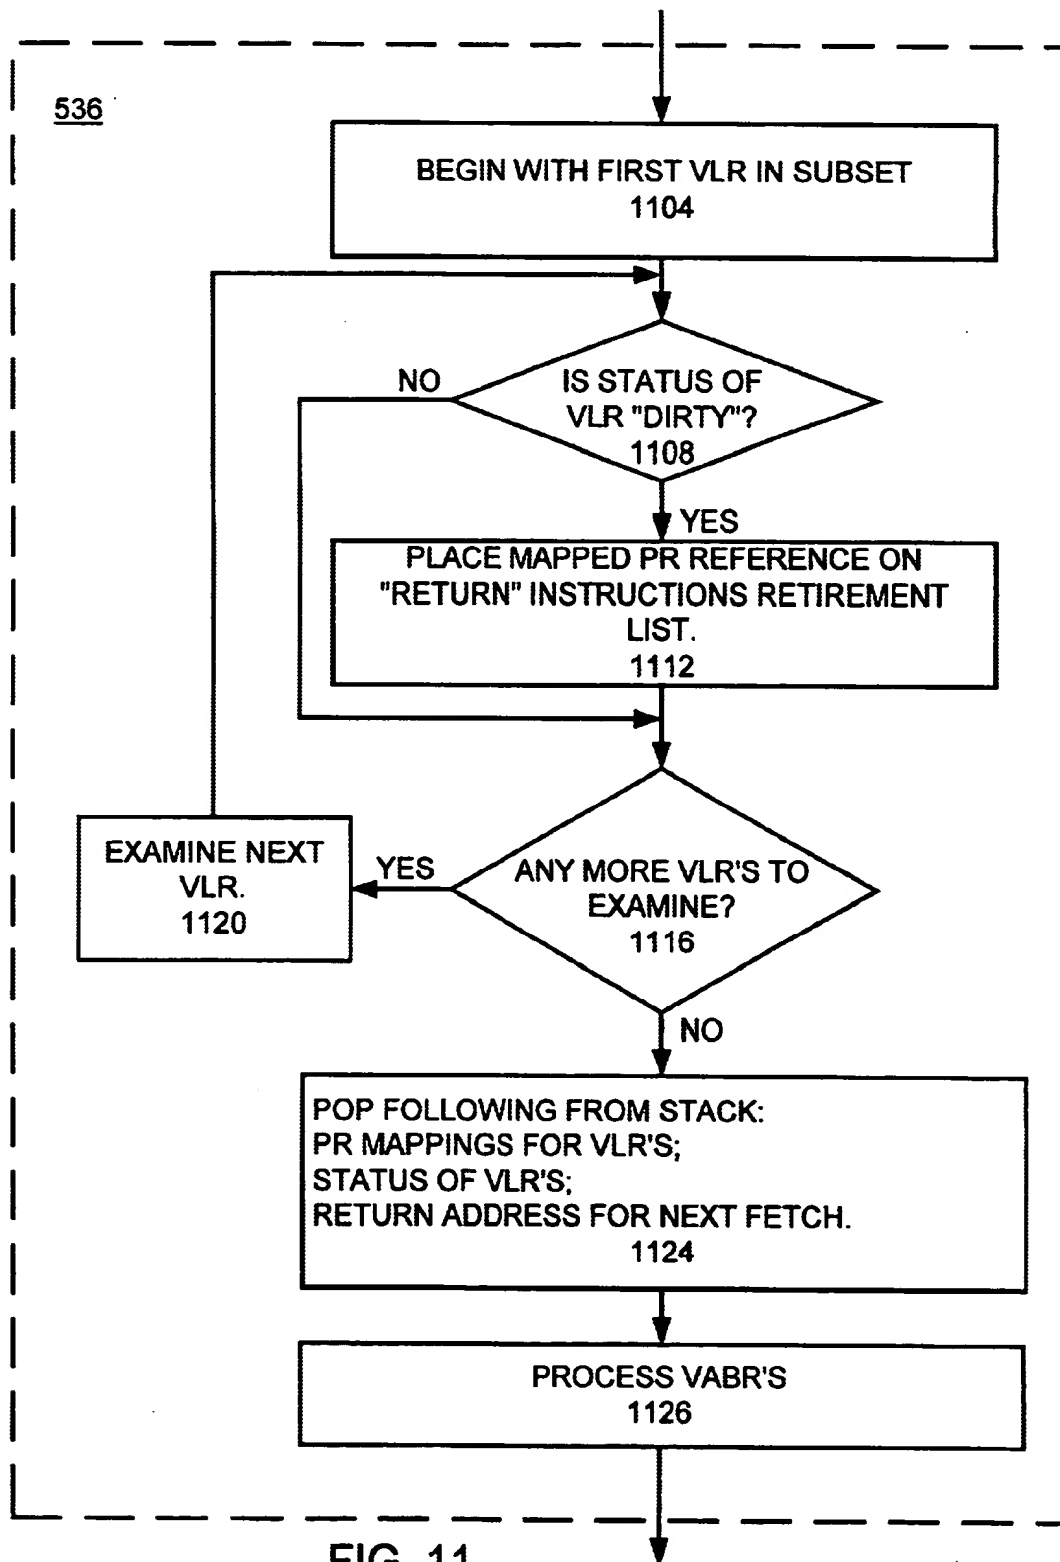 536
BEGIN WITH FIRST VLR IN SUBSET
1104
NO
IS STATUS OF
VLR "DIRTY"?
1108
YES
PLACE MAPPED PR REFERENCE ON
"RETURN" INSTRUCTIONS RETIREMENT
LIST.
1112
EXAMINE NEXT
VLR.
1120
YES
ANY MORE VLR'S TO
EXAMINE?
1116
NO
POP FOLLOWING FROM STACK:
PR MAPPINGS FOR VLR'S;
STATUS OF VLR'S;
RETURN ADDRESS FOR NEXT FETCH.
1124
PROCESS VABR'S
1126
FIG. 11